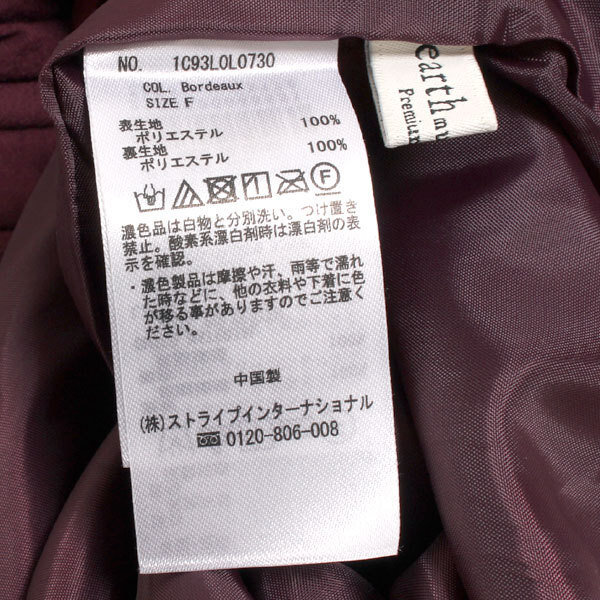 NO. 1C93L0L0730
COL. Bordeaux
SIZE F
表生地
ポリエステル 100%
裏生地
ポリエステル 100%
濃色品は白物と分別洗い。つけ置き
禁止。酸素系漂白剤時は漂白剤の表
示を確認。
・濃色製品は摩擦や汗、雨等で濡れ
た時などに、他の衣料や下着に色
が移る事がありますのでご注意く
ださい。
中国製
(株)ストライプインターナショナル
0120-806-008
earth mu
Premium